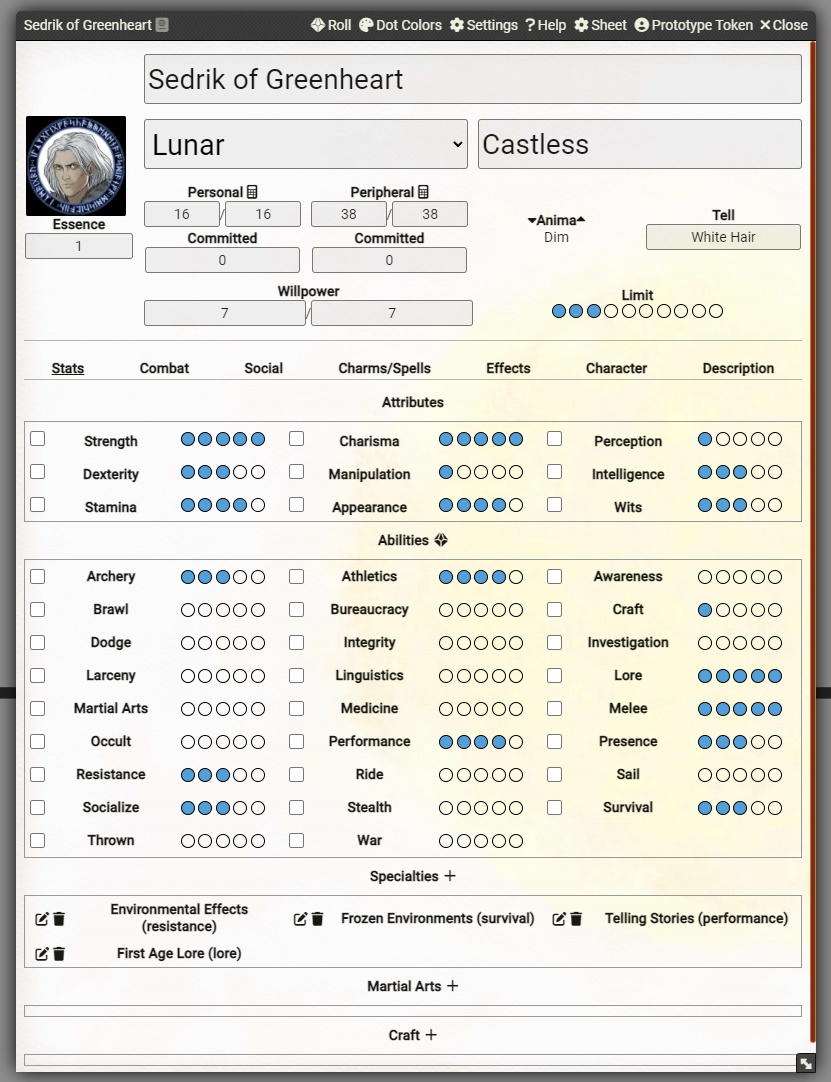 Sedrik of Greenheart Roll Dot Colors Settings ? Help Sheet Prototype Token Close
Sedrik of Greenheart
Lunar Castless
Personal Peripheral
16 / 16 38 / 38
Essence Committed Committed
1 0 0
Anima Tell
Dim White Hair
Willpower Limit
7 / 7
Stats Combat Social Charms/Spells Effects Character Description
Attributes
Strength Charisma Perception
Dexterity Manipulation Intelligence
Stamina Appearance Wits
Abilities
Archery Athletics Awareness
Brawl Bureaucracy Craft
Dodge Integrity Investigation
Larceny Linguistics Lore
Martial Arts Medicine Melee
Occult Performance Presence
Resistance Ride Sail
Socialize Stealth Survival
Thrown War
Specialties +
Environmental Effects
(resistance) Frozen Environments (survival) Telling Stories (performance)
First Age Lore (lore)
Martial Arts +
Craft +